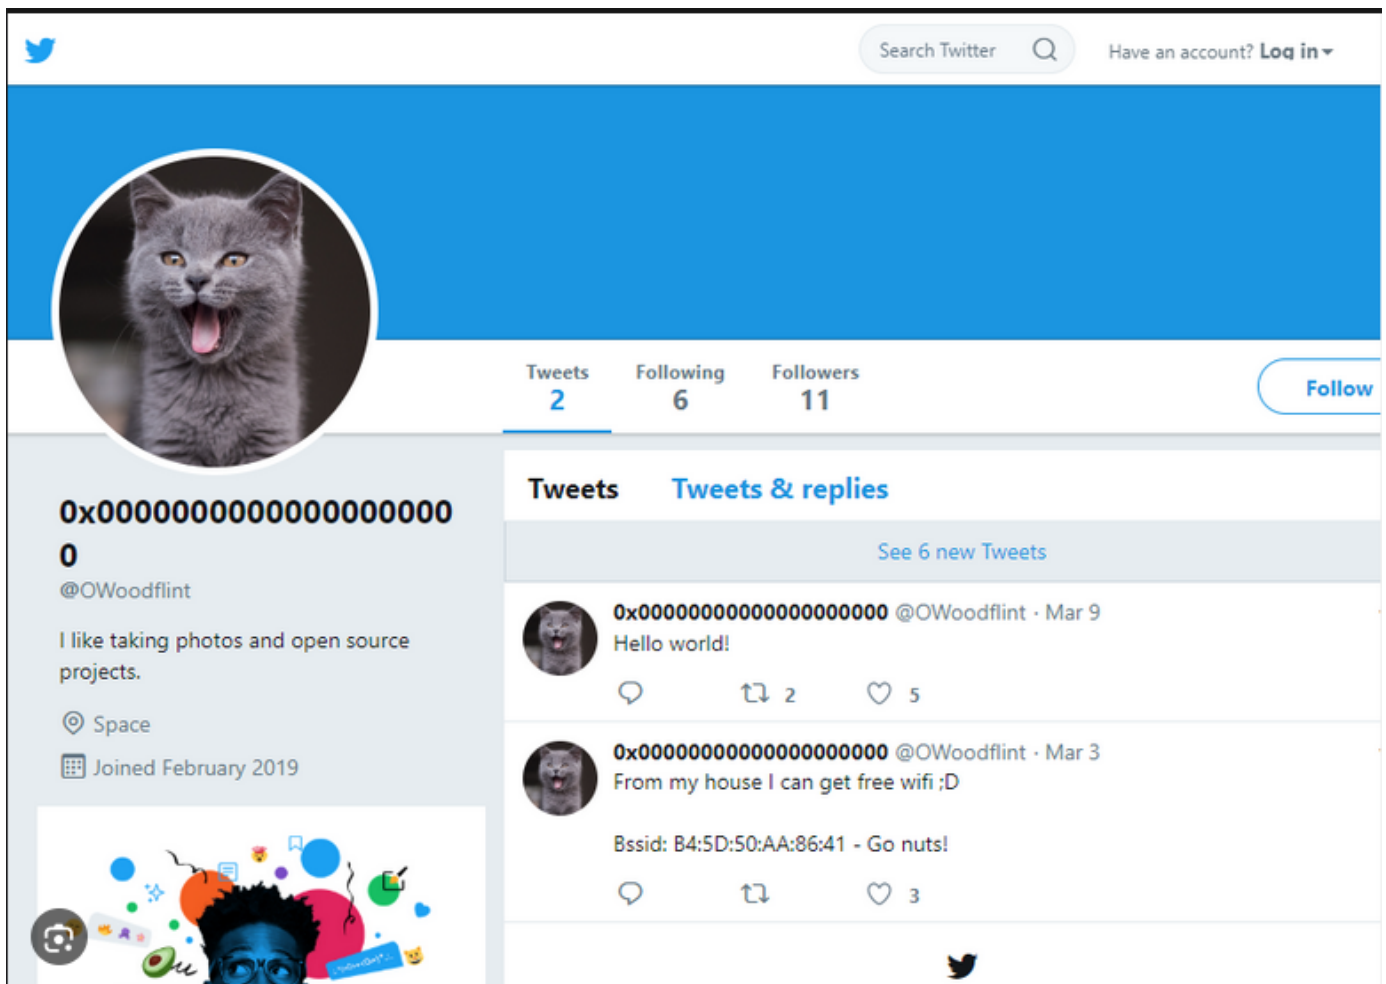 Search Twitter
Have an account? Log in
Tweets
2
Following
6
Followers
11
Follow
0x0000000000000000000
0
@OWoodflint
I like taking photos and open source
projects.
Space
Joined February 2019
Tweets
Tweets & replies
See 6 new Tweets
0x00000000000000000000 @OWoodflint · Mar 9
Hello world!
2
5
0x00000000000000000000 @OWoodflint · Mar 3
From my house I can get free wifi ;D
Bssid: B4:5D:50:AA:86:41 - Go nuts!
3